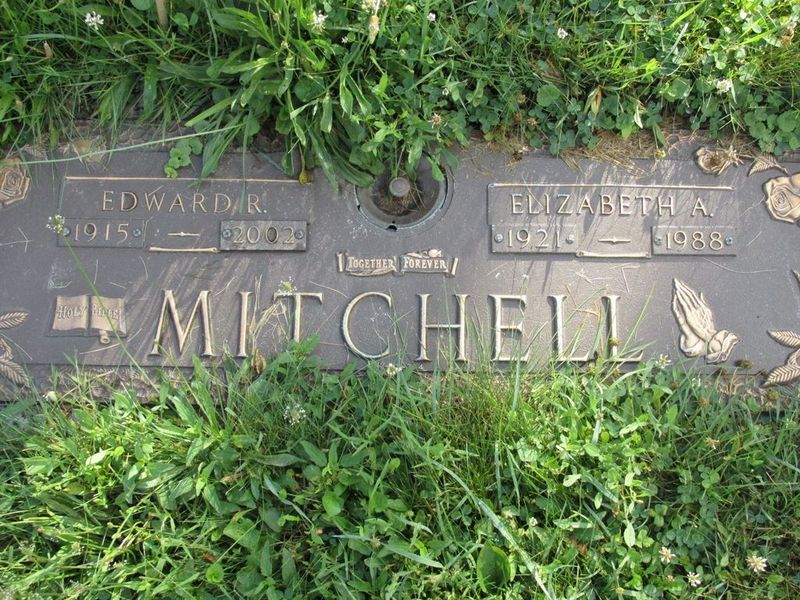 EDWARD R.
1915 — 2002
ELIZABETH A.
1921 — 1988
TOGETHER FOREVER
HOLY BIBLE
MITCHELL